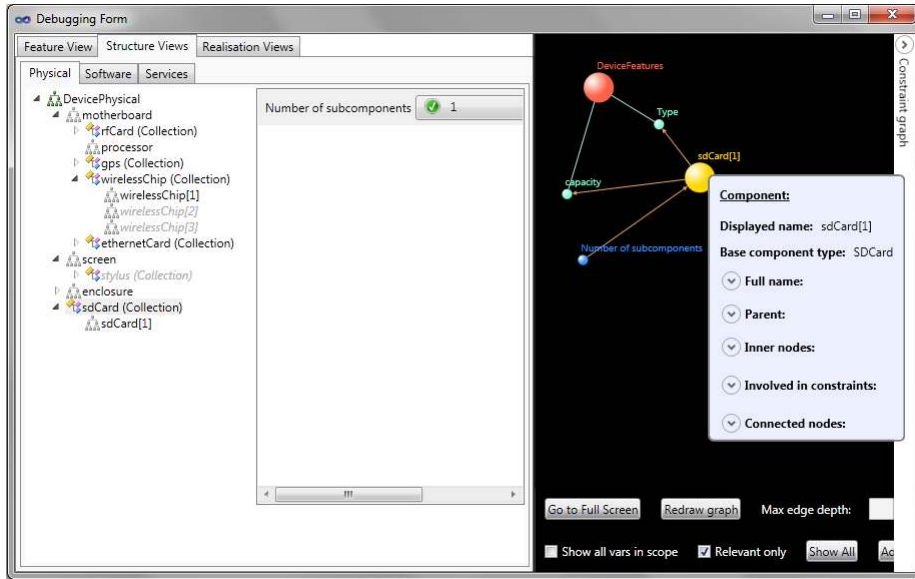 Debugging Form
Feature View Structure Views Realisation Views
Physical Software Services
DevicePhysical
motherboard
rfCard (Collection)
processor
gps (Collection)
wirelessChip (Collection)
wirelessChip[1]
wirelessChip[2]
wirelessChip[3]
ethernetCard (Collection)
screen
stylus (Collection)
enclosure
sdCard (Collection)
sdCard[1]
Number of subcomponents 1
DeviceFeatures
Type
sdCard[1]
capacity
Number of subcomponents
Component:
Displayed name: sdCard[1]
Base component type: SDCard
Full name:
Parent:
Inner nodes:
Involved in constraints:
Connected nodes:
Constraint graph
Go to Full Screen Redraw graph Max edge depth:
Show all vars in scope Relevant only Show All Ad